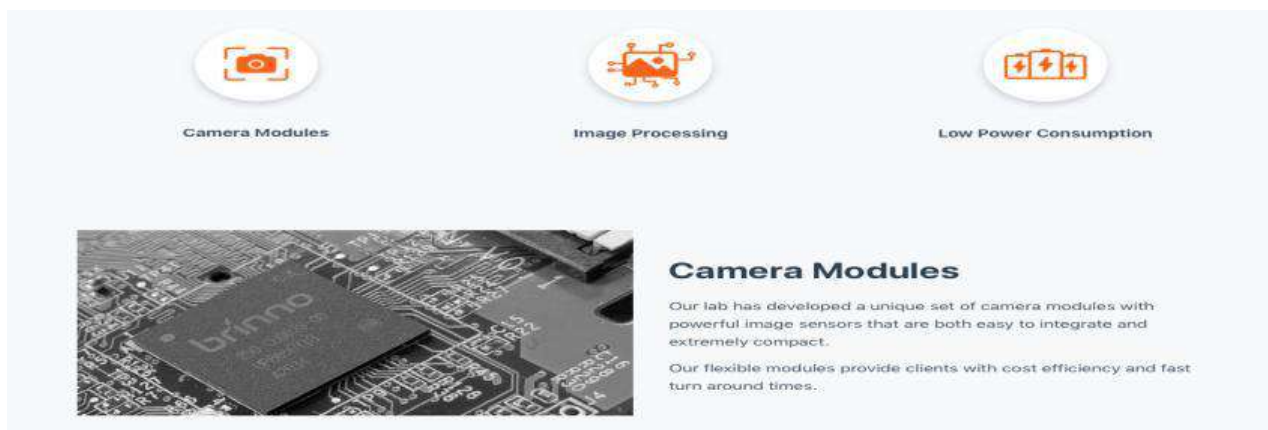 Camera Modules
Image Processing
Low Power Consumption
brinno
Camera Modules
Our lab has developed a unique set of camera modules with
powerful image sensors that are both easy to integrate and
extremely compact.
Our flexible modules provide clients with cost efficiency and fast
turn around times.